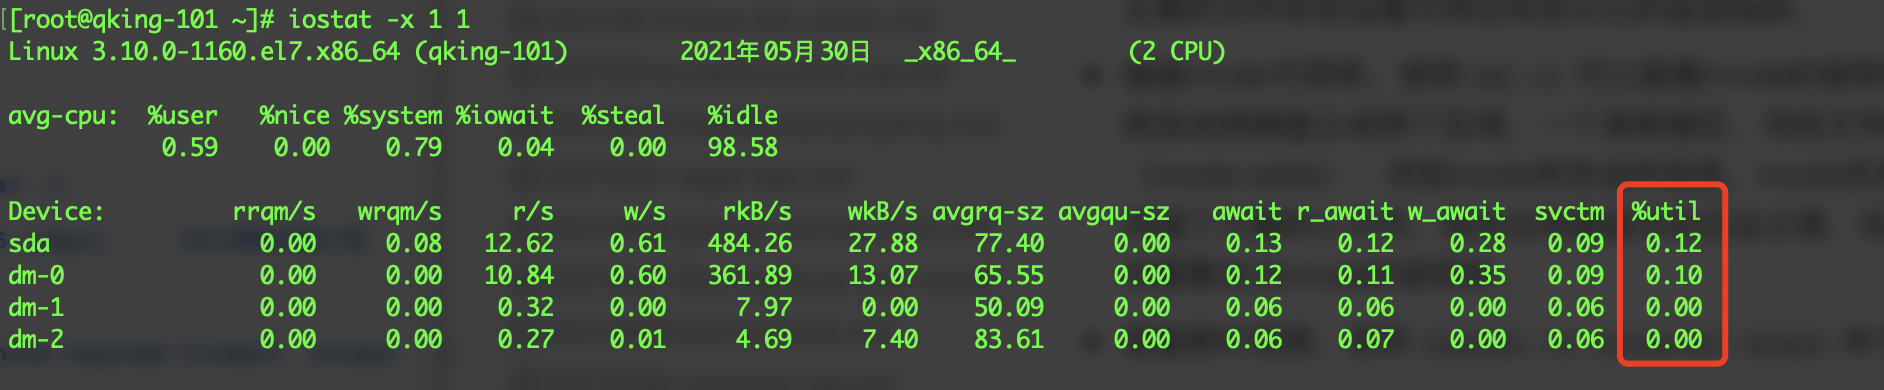 [[root@qking-101 ~]# iostat -x 1 1
Linux 3.10.0-1160.el7.x86_64 (qking-101) 2021年05月30日 _x86_64_ (2 CPU)
avg-cpu: %user %nice %system %iowait %steal %idle
0.59 0.00 0.79 0.04 0.00 98.58
Device: rrqm/s wrqm/s r/s w/s rkB/s wkB/s avgrq-sz avgqu-sz await r_await w_await svctm %util
sda 0.00 0.08 12.62 0.61 484.26 27.88 77.40 0.00 0.13 0.12 0.28 0.09 0.12
dm-0 0.00 0.00 10.84 0.60 361.89 13.07 65.55 0.00 0.12 0.11 0.35 0.09 0.10
dm-1 0.00 0.00 0.32 0.00 7.97 0.00 50.09 0.00 0.06 0.06 0.00 0.06 0.00
dm-2 0.00 0.00 0.27 0.01 4.69 7.40 83.61 0.00 0.06 0.07 0.00 0.06 0.00